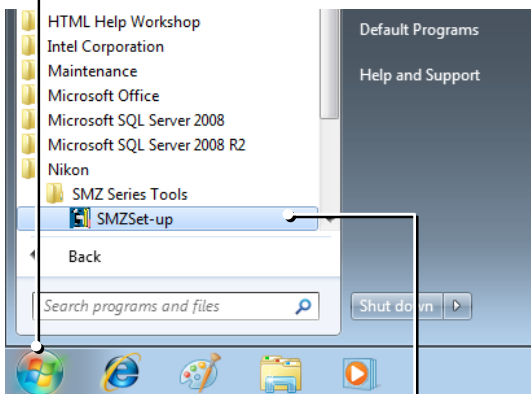 HTML Help Workshop
Intel Corporation
Maintenance
Microsoft Office
Microsoft SQL Server 2008
Microsoft SQL Server 2008 R2
Nikon
SMZ Series Tools
SMZSet-up
Back
Search programs and files
Default Programs
Help and Support
Shut down